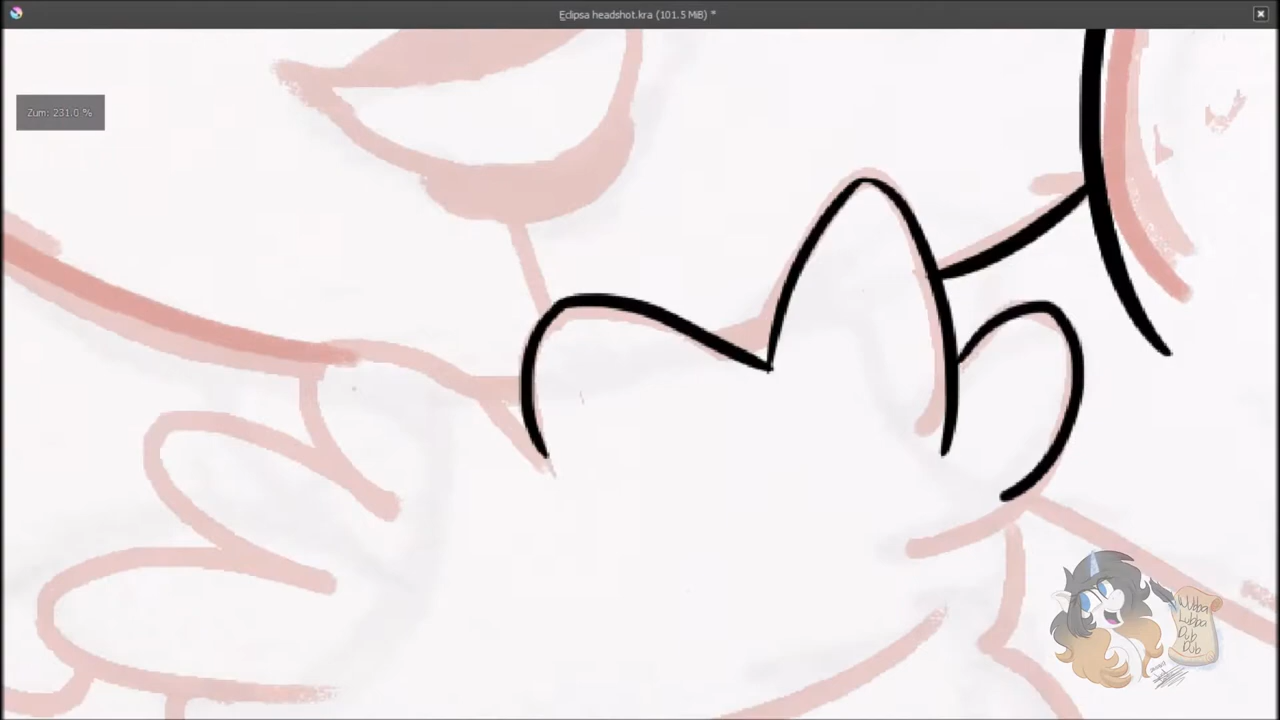 Eclipsa headshot.kra (101.5 MiB) *
Zum: 231.0 %
Wubba
Lubba
Dub
Dub